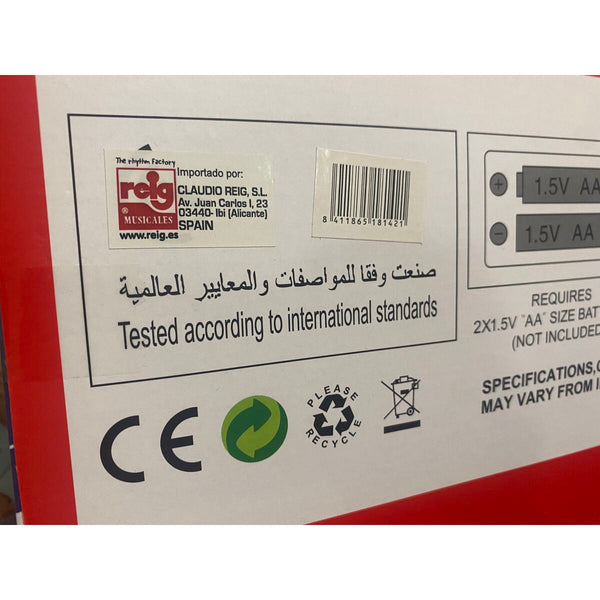 The Rhythm Factory
reig
®
MUSICALES
www.reig.es
Importado por:
CLAUDIO REIG, S.L.
Av. Juan Carlos I, 23
03440- Ibi (Alicante)
SPAIN
8 411865 181421
صنعت وفقا للمواصفات والمعايير العالمية
Tested according to international standards
CE
PLEASE
RECYCLE
+ 1.5V AA
- 1.5V AA
REQUIRES
2X1.5V "AA" SIZE BAT
(NOT INCLUDED
SPECIFICATIONS,
MAY VARY FROM